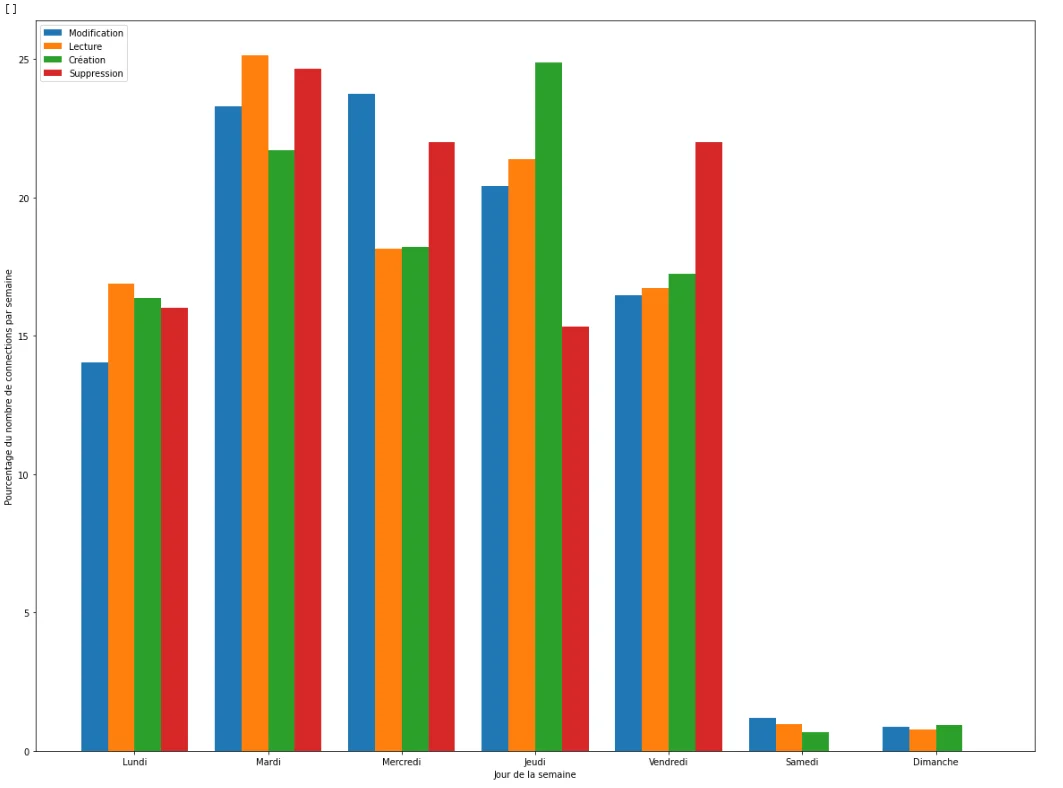 []
Modification
Lecture
Création
Suppression
25
20
15
10
5
0
Pourcentage du nombre de connections par semaine
Lundi Mardi Mercredi Jeudi Vendredi Samedi Dimanche
Jour de la semaine